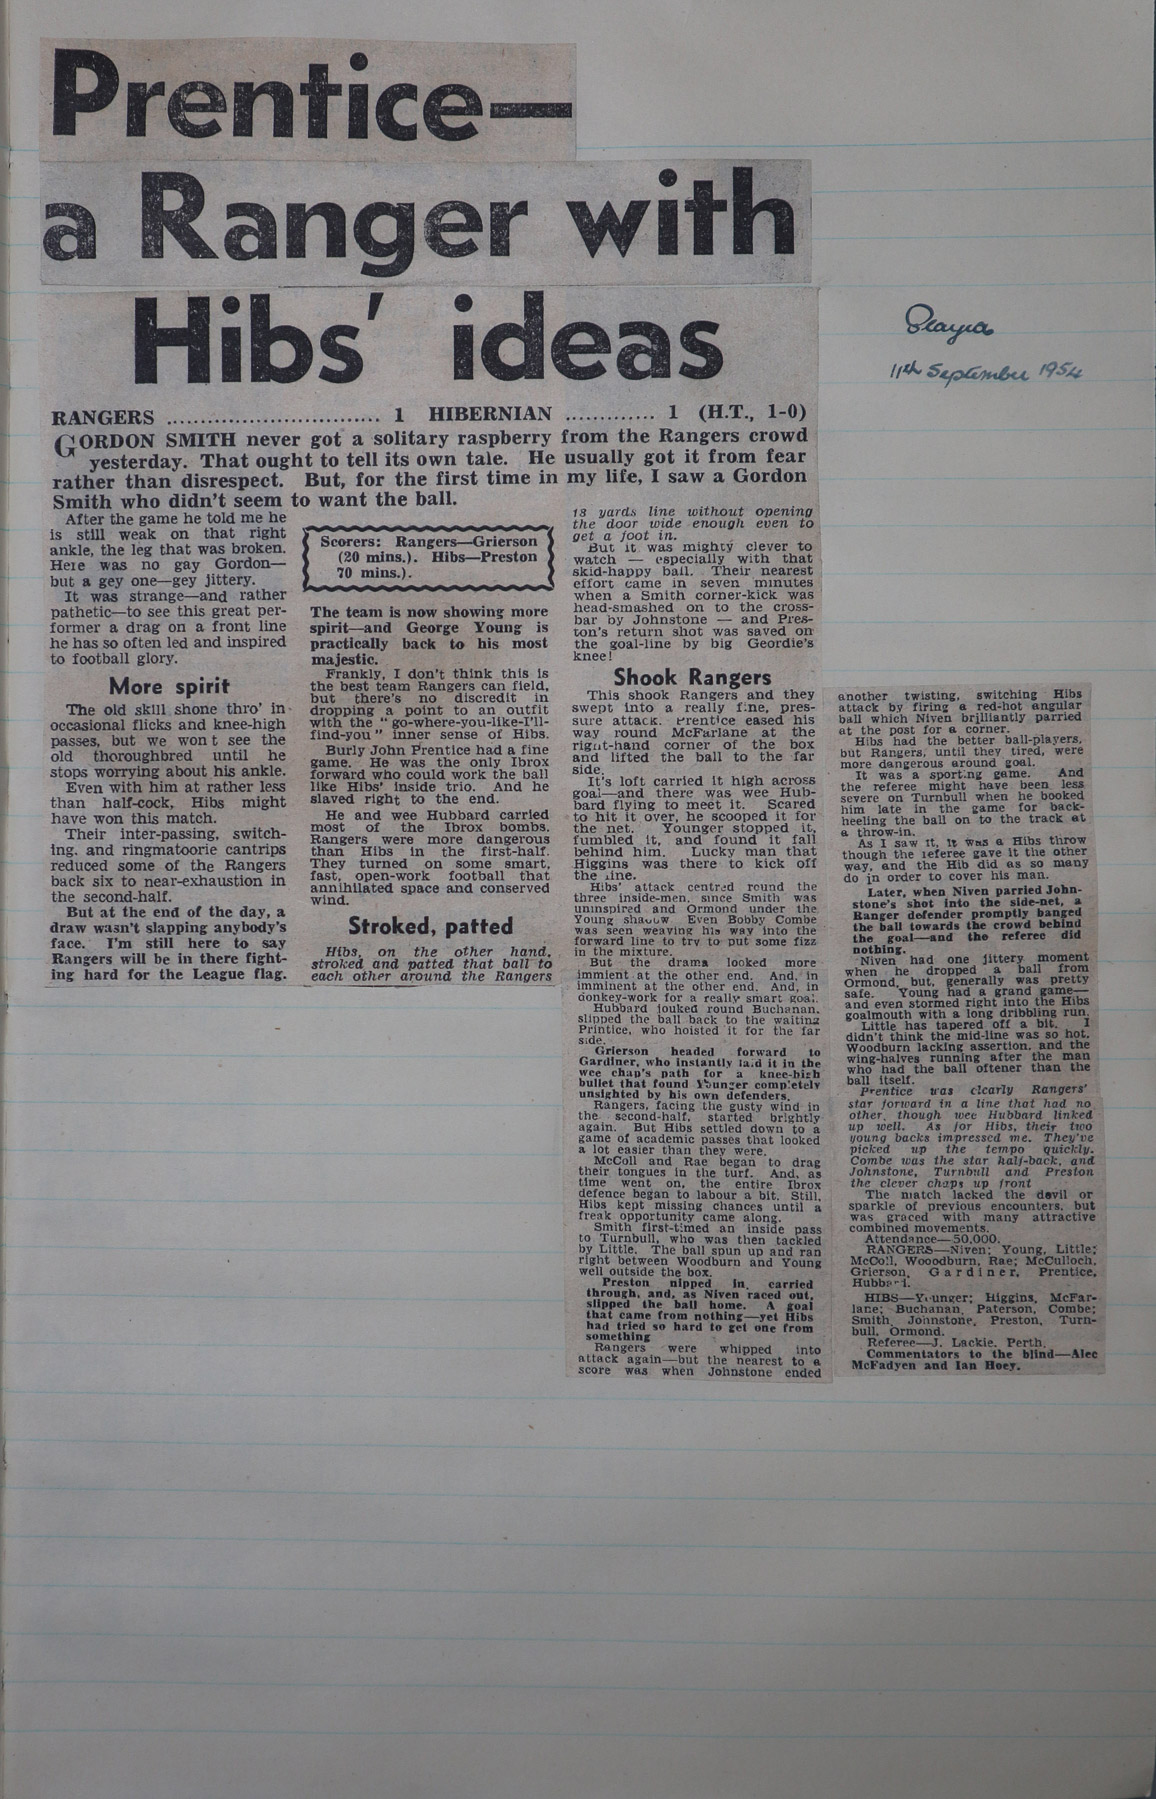 Prentice—
a Ranger with
Hibs' ideas
11th September 1954
RANGERS .............................. 1 HIBERNIAN ............. 1 (H.T., 1-0)
GORDON SMITH never got a solitary raspberry from the Rangers crowd
yesterday. That ought to tell its own tale. He usually got it from fear
rather than disrespect. But, for the first time in my life, I saw a Gordon
Smith who didn't seem to want the ball.
After the game he told me he
is still weak on that right
ankle, the leg that was broken.
Here was no gay Gordon—
but a gey one—gey jittery.
It was strange—and rather
pathetic—to see this great per-
former a drag on a front line
he has so often led and inspired
to football glory.
More spirit
The old skill shone thro' in
occasional flicks and knee-high
passes, but we won't see the
old thoroughbred until he
stops worrying about his ankle.
Even with him at rather less
than half-cock, Hibs might
have won this match.
Their inter-passing, switch-
ing, and ringmatoorie cantrips
reduced some of the Rangers
back six to near-exhaustion in
the second-half.
But at the end of the day, a
draw wasn't slapping anybody's
face. I'm still here to say
Rangers will be in there fight-
ing hard for the League flag.
Scorers: Rangers—Grierson
(20 mins.). Hibs—Preston
70 mins.).
The team is now showing more
spirit—and George Young is
practically back to his most
majestic.
Frankly, I don't think this is
the best team Rangers can field,
but there's no discredit in
dropping a point to an outfit
with the "go-where-you-like-I'll-
find-you" inner sense of Hibs.
Burly John Prentice had a fine
game. He was the only Ibrox
forward who could work the ball
like Hibs' inside trio. And he
slaved right to the end.
He and wee Hubbard carried
most of the Ibrox bombs.
Rangers were more dangerous
than Hibs in the first-half.
They turned on some smart,
fast, open-work football that
annihilated space and conserved
wind.
Stroked, patted
Hibs, on the other hand,
stroked and patted that ball to
each other around the Rangers
18 yards line without opening
the door wide enough even to
get a foot in.
But it was mighty clever to
watch — especially with that
skid-happy ball. Their nearest
effort came in seven minutes
when a Smith corner-kick was
head-smashed on to the cross-
bar by Johnstone — and Pres-
ton's return shot was saved on
the goal-line by big Geordie's
knee!
Shook Rangers
This shook Rangers and they
swept into a really fine, pres-
sure attack. Prentice eased his
way round McFarlane at the
right-hand corner of the box
and lifted the ball to the far
side.
It's loft carried it high across
goal—and there was wee Hub-
bard flying to meet it. Scared
to hit it over, he scooped it for
the net. Younger stopped it,
fumbled it, and found it fall
behind him. Lucky man that
Higgins was there to kick off
the line.
Hibs' attack centred round the
three inside-men, since Smith was
uninspired and Ormond under the
Young shadow. Even Bobby Combe
was seen weaving his way into the
forward line to try to put some fizz
in the mixture.
But the drama looked more
immient at the other end. And, in
imminent at the other end. And, in
donkey-work for a really smart goal.
Hubbard jouked round Buchanan,
slipped the ball back to the waiting
Printice, who hoisted it for the far
side.
Grierson headed forward to
Gardiner, who instantly laid it in the
wee chap's path for a knee-high
bullet that found Younger completely
unsighted by his own defenders.
Rangers, facing the gusty wind in
the second-half, started brightly
again. But Hibs settled down to a
game of academic passes that looked
a lot easier than they were.
McColl and Rae began to drag
their tongues in the turf. And, as
time went on, the entire Ibrox
defence began to labour a bit. Still,
Hibs kept missing chances until a
freak opportunity came along.
Smith first-timed an inside pass
to Turnbull, who was then tackled
by Little. The ball spun up and ran
right between Woodburn and Young
well outside the box.
Preston nipped in, carried
through, and, as Niven raced out,
slipped the ball home. A goal
that came from nothing—yet Hibs
had tried so hard to get one from
something
Rangers were whipped into
attack again—but the nearest to a
score was when Johnstone ended
another twisting, switching Hibs
attack by firing a red-hot angular
ball which Niven brilliantly parried
at the post for a corner.
Hibs had the better ball-players,
but Rangers, until they tired, were
more dangerous around goal.
It was a sporting game. And
the referee might have been less
severe on Turnbull when he booked
him late in the game for back-
heeling the ball on to the track at
a throw-in.
As I saw it, it was a Hibs throw
though the referee gave it the other
way, and the Hib did as so many
do in order to cover his man.
Later, when Niven parried John-
stone's shot into the side-net, a
Ranger defender promptly banged
the ball towards the crowd behind
the goal—and the referee did
nothing.
Niven had one jittery moment
when he dropped a ball from
Ormond, but, generally was pretty
safe. Young had a grand game—
and even stormed right into the Hibs
goalmouth with a long dribbling run.
Little has tapered off a bit. I
didn't think the mid-line was so hot,
Woodburn lacking assertion, and the
wing-halves running after the man
who had the ball oftener than the
ball itself.
Prentice was clearly Rangers'
star forward in a line that had no
other, though wee Hubbard linked
up well. As for Hibs, their two
young backs impressed me. They've
picked up the tempo quickly.
Combe was the star half-back, and
Johnstone, Turnbull and Preston
the clever chaps up front
The match lacked the devil or
sparkle of previous encounters, but
was graced with many attractive
combined movements.
Attendance—50,000.
RANGERS—Niven; Young, Little;
McColl, Wooodburn, Rae; McCulloch,
Grierson, Gardiner, Prentice,
Hubbard.
HIBS—Younger; Higgins, McFar-
lane; Buchanan, Paterson, Combe;
Smith, Johnstone, Preston, Turn-
bull, Ormond.
Referee—J. Lackie, Perth.
Commentators to the blind—Alec
McFadyen and Ian Hoey.